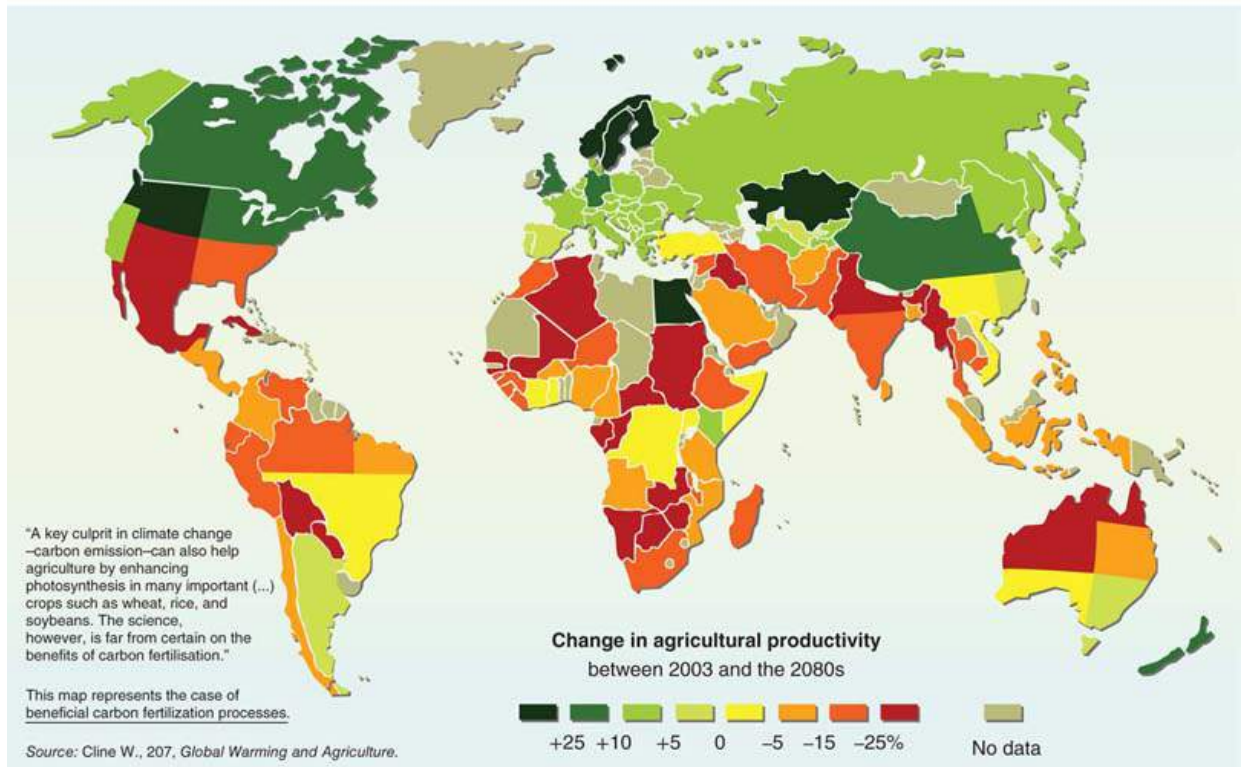 "A key culprit in climate change
–carbon emission–can also help
agriculture by enhancing
photosynthesis in many important (...)
crops such as wheat, rice, and
soybeans. The science,
however, is far from certain on the
benefits of carbon fertilisation."
This map represents the case of
beneficial carbon fertilization processes.
Source: Cline W., 207, Global Warming and Agriculture.
Change in agricultural productivity
between 2003 and the 2080s
+25 +10 +5 0 –5 –15 –25%
No data